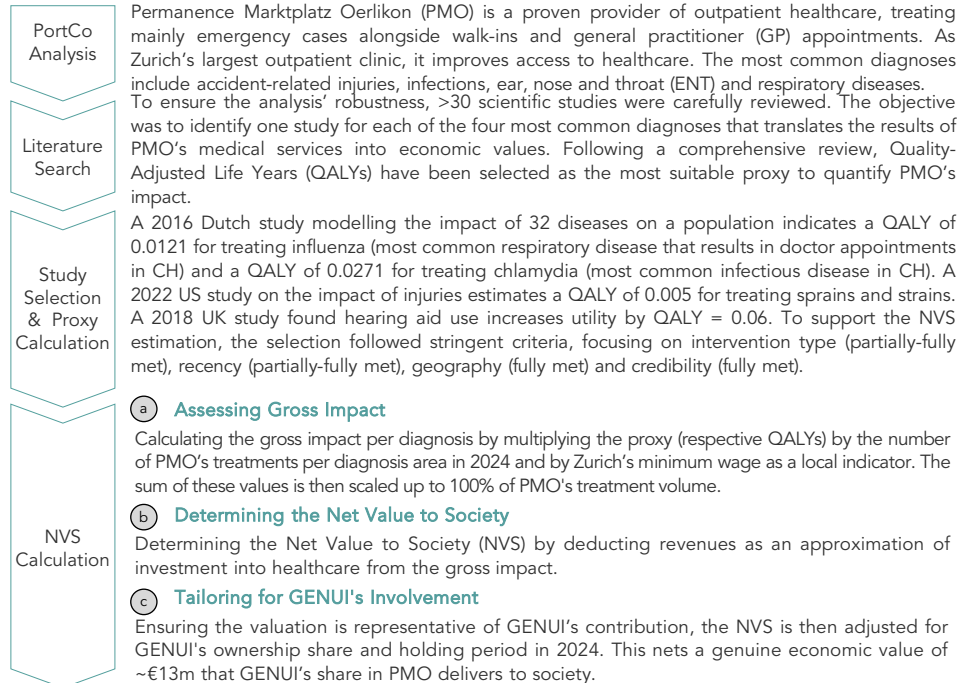 PortCo
Analysis
Permanence Marktplatz Oerlikon (PMO) is a proven provider of outpatient healthcare, treating
mainly emergency cases alongside walk-ins and general practitioner (GP) appointments. As
Zurich's largest outpatient clinic, it improves access to healthcare. The most common diagnoses
include accident-related injuries, infections, ear, nose and throat (ENT) and respiratory diseases.
Literature
Search
To ensure the analysis' robustness, >30 scientific studies were carefully reviewed. The objective
was to identify one study for each of the four most common diagnoses that translates the results of
PMO's medical services into economic values. Following a comprehensive review, Quality-
Adjusted Life Years (QALYs) have been selected as the most suitable proxy to quantify PMO's
impact.
Study
Selection
& Proxy
Calculation
A 2016 Dutch study modelling the impact of 32 diseases on a population indicates a QALY of
0.0121 for treating influenza (most common respiratory disease that results in doctor appointments
in CH) and a QALY of 0.0271 for treating chlamydia (most common infectious disease in CH). A
2022 US study on the impact of injuries estimates a QALY of 0.005 for treating sprains and strains.
A 2018 UK study found hearing aid use increases utility by QALY = 0.06. To support the NVS
estimation, the selection followed stringent criteria, focusing on intervention type (partially-fully
met), recency (partially-fully met), geography (fully met) and credibility (fully met).
NVS
Calculation
a Assessing Gross Impact
Calculating the gross impact per diagnosis by multiplying the proxy (respective QALYs) by the number
of PMO's treatments per diagnosis area in 2024 and by Zurich's minimum wage as a local indicator. The
sum of these values is then scaled up to 100% of PMO's treatment volume.
b Determining the Net Value to Society
Determining the Net Value to Society (NVS) by deducting revenues as an approximation of
investment into healthcare from the gross impact.
c Tailoring for GENUI's Involvement
Ensuring the valuation is representative of GENUI's contribution, the NVS is then adjusted for
GENUI's ownership share and holding period in 2024. This nets a genuine economic value of
~€13m that GENUI's share in PMO delivers to society.